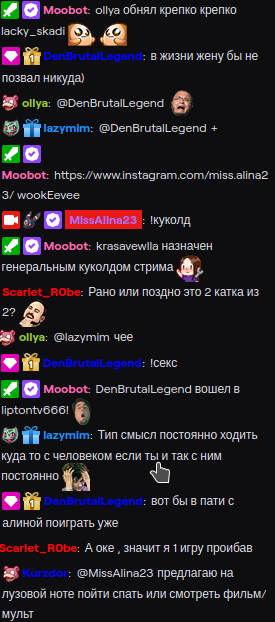 Moobot: ollya обнял крепко крепко
lacky_skadi
DenBrutalLegend: в жизни жену бы не
позвал никуда)
ollya: @DenBrutalLegend
lazymim: @DenBrutalLegend +
Moobot: https://www.instagram.com/miss.alina2
3/ wookEevee
MissAlina23 : !куколд
Moobot: krasavewlla назначен
генеральным куколдом стрима
Scarlet_R0be: Рано или поздно это 2 катка из
2?
ollya: @lazymim чее
DenBrutalLegend: !секс
Moobot: DenBrutalLegend вошел в
liptontv666!
lazymim: Тип смысл постоянно ходить
куда то с человеком если ты и так с ним
постоянно
DenBrutalLegend: вот бы в пати с
алиной поиграть уже
Scarlet_R0be: А оке , значит я 1 игру проибав
Kurzdor: @MissAlina23 предлагаю на
лузовой ноте пойти спать или смотреть фильм/
мульт